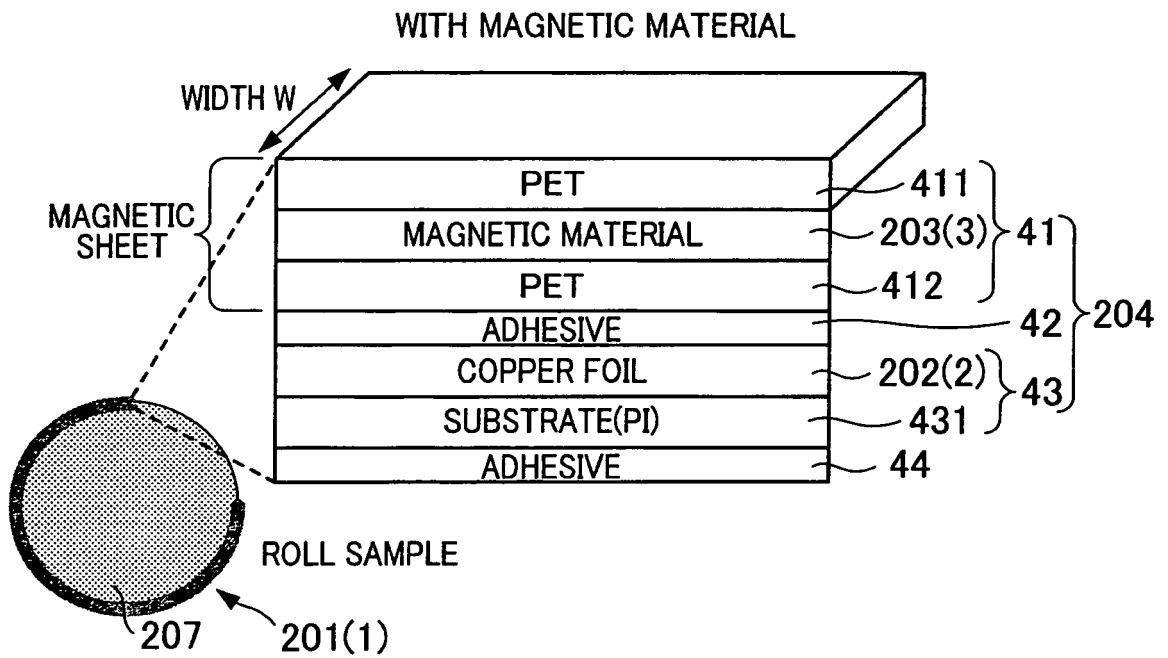 WITH MAGNETIC MATERIAL
WIDTH W
MAGNETIC
SHEET
PET
411
MAGNETIC MATERIAL
203(3)
41
PET
412
ADHESIVE
42
204
COPPER FOIL
202(2)
43
SUBSTRATE(PI)
431
ADHESIVE
44
ROLL SAMPLE
207
201(1)